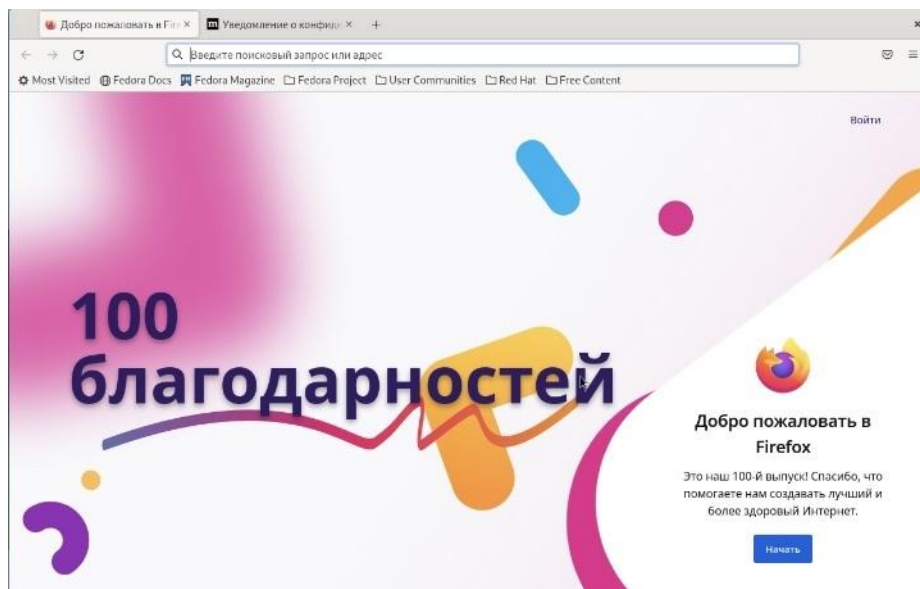 Добро пожаловать в Fir
Уведомление о конфиде
Введите поисковый запрос или адрес
Most Visited Fedora Docs Fedora Magazine Fedora Project User Communities Red Hat Free Content
Войти
100
благодарностей
Добро пожаловать в
Firefox
Это наш 100-й выпуск! Спасибо, что
помогаете нам создавать лучший и
более здоровый Интернет.
Начать